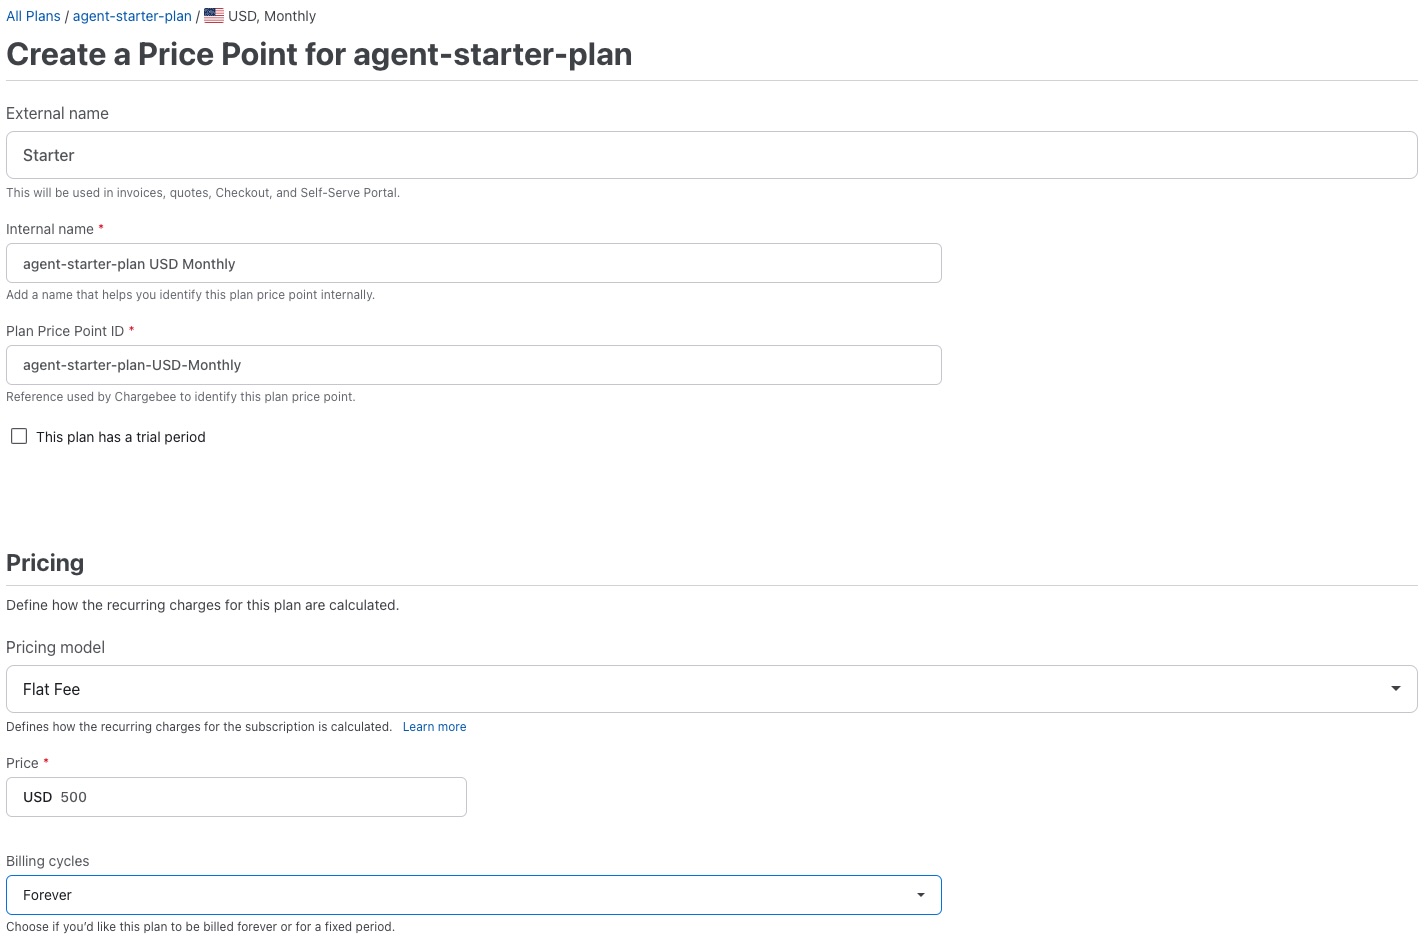 All Plans / agent-starter-plan / USD, Monthly
Create a Price Point for agent-starter-plan
External name
Starter
This will be used in invoices, quotes, Checkout, and Self-Serve Portal.
Internal name *
agent-starter-plan USD Monthly
Add a name that helps you identify this plan price point internally.
Plan Price Point ID *
agent-starter-plan-USD-Monthly
Reference used by Chargebee to identify this plan price point.
This plan has a trial period
Pricing
Define how the recurring charges for this plan are calculated.
Pricing model
Flat Fee
Defines how the recurring charges for the subscription is calculated. Learn more
Price *
USD 500
Billing cycles
Forever
Choose if you'd like this plan to be billed forever or for a fixed period.